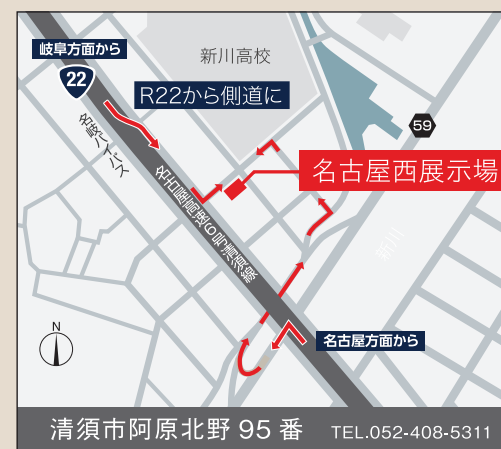 岐阜方面から
22
新川高校
R22から側道に
名岐バイパス
59
名古屋西展示場
名古屋高速6号清須線
新川
N
名古屋方面から
清須市阿原北野 95 番 TEL.052-408-5311